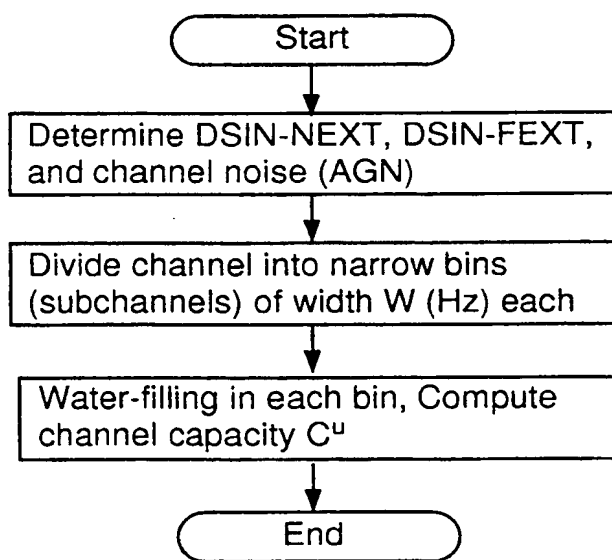 Start
Determine DSIN-NEXT, DSIN-FEXT,
and channel noise (AGN)
Divide channel into narrow bins
(subchannels) of width W (Hz) each
Water-filling in each bin, Compute
channel capacity Cᵘ
End